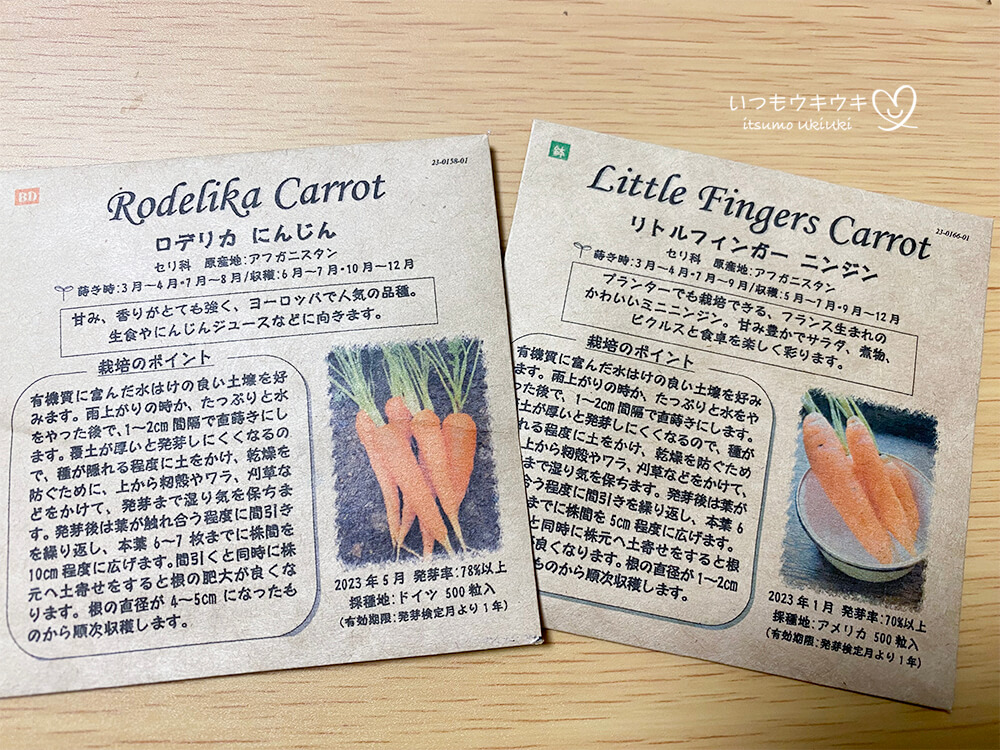 いつもウキウキ
itsumo ukiuki
BD
23-0158-01
Rodelika Carrot
ロデリカ にんじん
セリ科 原産地:アフガニスタン
蒔き時:3月～4月・7月～8月/収穫:6月～7月・10月～12月
甘み、香りがとても強く、ヨーロッパで人気の品種。
生食やにんじんジュースなどに向きます。
栽培のポイント
有機質に富んだ水はけの良い土壌を好
みます。雨上がりの時か、たっぷりと水
をやった後で、1～2cm間隔で直蒔きにし
ます。覆土が厚いと発芽しにくくなるの
で、種が隠れる程度に土をかけ、乾燥を
防ぐために、上から籾殻やワラ、刈草な
どをかけて、発芽まで湿り気を保ちま
す。発芽後は葉が触れ合う程度に間引き
を繰り返し、本葉6～7枚までに株間を
10cm程度に広げます。間引くと同時に株
元へ土寄せをすると根の肥大が良くな
ります。根の直径が4～5cmになったも
のから順次収穫します。
2023年5月 発芽率:78%以上
採種地:ドイツ 500粒入
(有効期限:発芽検定月より1年)
鉢
23-0166-01
Little Fingers Carrot
リトルフィンガー ニンジン
セリ科 原産地:アフガニスタン
蒔き時:3月～4月・7月～9月/収穫:5月～7月・9月～12月
プランターでも栽培できる、フランス生まれの
かわいいミニニンジン。甘み豊かでサラダ、煮物、
ピクルスと食卓を楽しく彩ります。
栽培のポイント
有機質に富んだ水はけの良い土壌を好み
ます。雨上がりの時か、たっぷりと水をや
った後で、1～2cm間隔で直蒔きにします。
土が厚いと発芽しにくくなるので、種が
れる程度に土をかけ、乾燥を防ぐため
上から籾殻やワラ、刈草などをかけて、
まで湿り気を保ちます。発芽後は葉が
合う程度に間引きを繰り返し、本葉6
までに株間を5cm程度に広げます。
と同時に株元へ土寄せをすると根
が良くなります。根の直径が1～2cm
ものから順次収穫します。
2023年1月 発芽率:70%以上
採種地:アメリカ 500粒入
(有効期限:発芽検定月より1年)